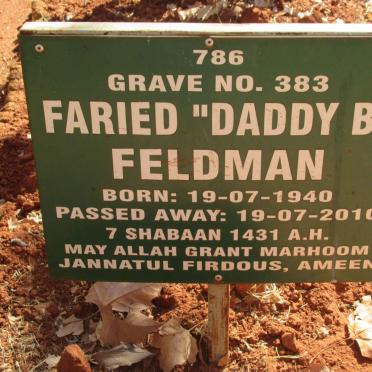 786
GRAVE NO. 383
FARIED "DADDY B
FELDMAN
BORN: 19-07-1940
PASSED AWAY: 19-07-2010
7 SHABAAN 1431 A.H.
MAY ALLAH GRANT MARHOOM
JANNATUL FIRDOUS, AMEEN